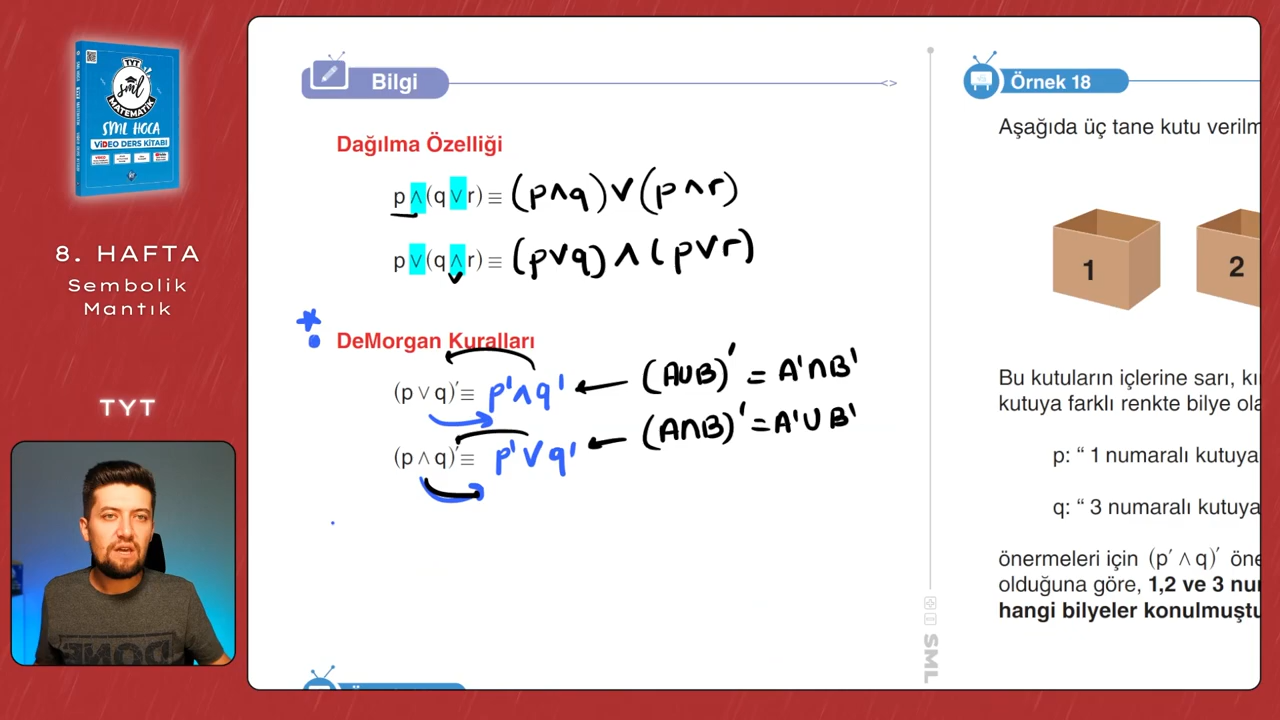 TYT
sml
MATEMATİK
SML HOCA
VİDEO DERS KİTABI
8. HAFTA
Sembolik
Mantık
TYT
DONE
Bilgi
Dağılma Özelliği
p ∧ (q ∨ r) ≡ (p∧q)∨(p∧r)
p ∨ (q ∧ r) ≡ (p∨q)∧(p∨r)
DeMorgan Kuralları
(p ∨ q)′ ≡ p'∧q' ← (A∪B)' = A'∩B'
(p ∧ q)′ ≡ p'∨q' ← (A∩B)' = A'∪B'
SML
Örnek 18
Aşağıda üç tane kutu verilm
1
2
Bu kutuların içlerine sarı, kı
kutuya farklı renkte bilye ola
p: “ 1 numaralı kutuya
q: “ 3 numaralı kutuya
önermeleri için (p′ ∧ q)′ öne
olduğuna göre, 1,2 ve 3 nu
hangi bilyeler konulmuştu